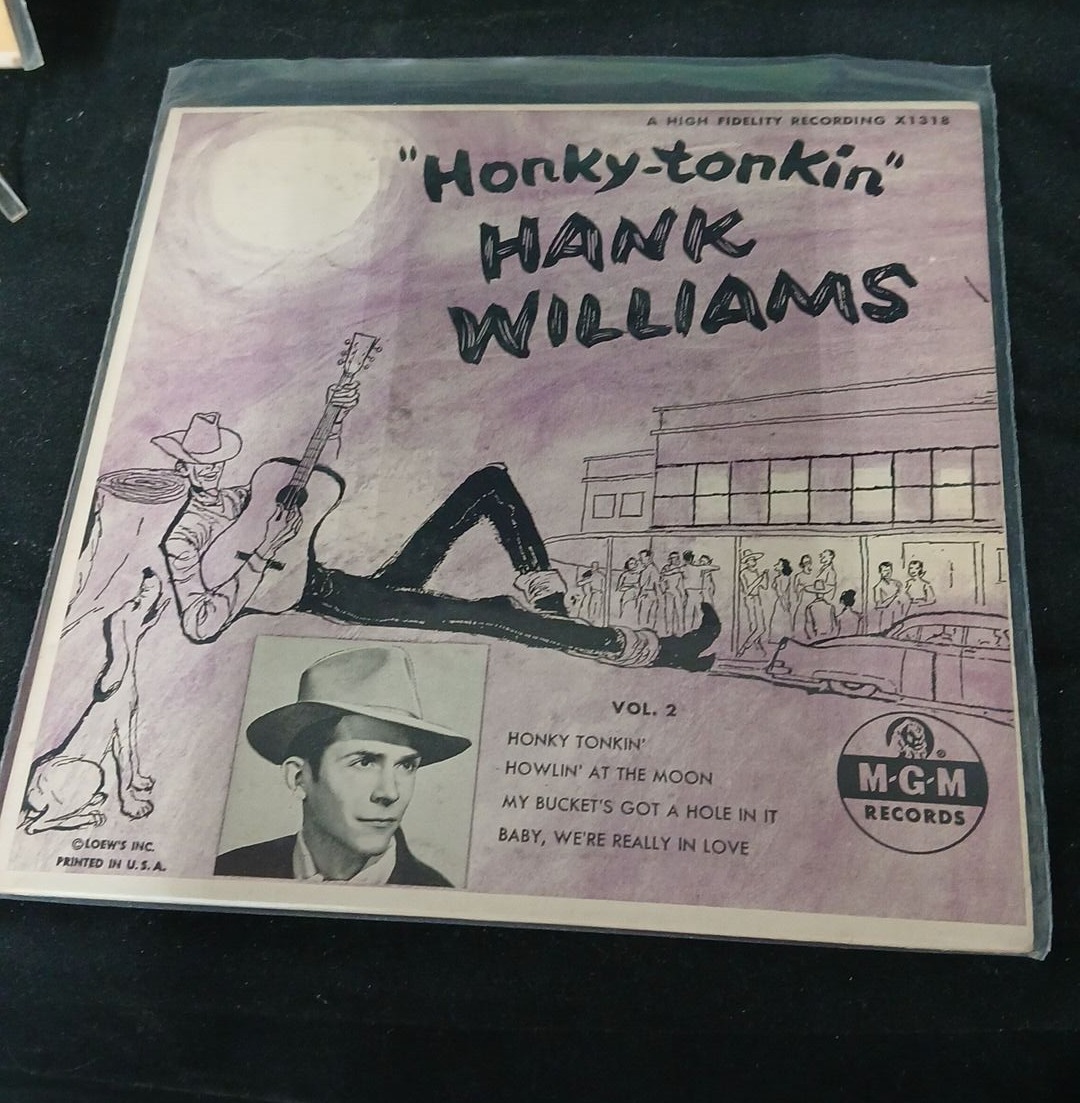 A HIGH FIDELITY RECORDING X1318
"Honky-tonkin"
HANK
WILLIAMS
VOL. 2
HONKY TONKIN'
HOWLIN' AT THE MOON
MY BUCKET'S GOT A HOLE IN IT
BABY, WE'RE REALLY IN LOVE
®
M-G-M
RECORDS
©LOEW'S INC.
PRINTED IN U.S.A.